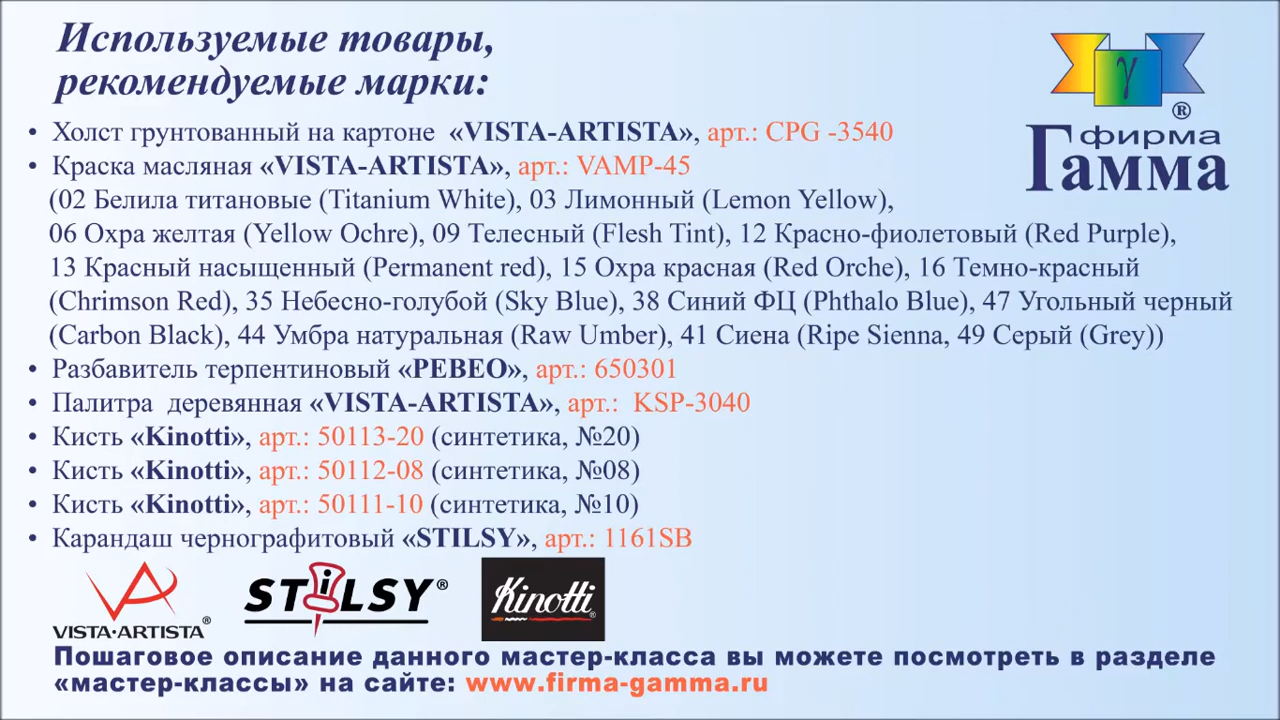 Используемые товары,
рекомендуемые марки:
γ
®
фирма
Гамма
• Холст грунтованный на картоне «VISTA-ARTISTA», арт.: CPG -3540
• Краска масляная «VISTA-ARTISTA», арт.: VAMP-45
(02 Белила титановые (Titanium White), 03 Лимонный (Lemon Yellow),
06 Охра желтая (Yellow Ochre), 09 Телесный (Flesh Tint), 12 Красно-фиолетовый (Red Purple),
13 Красный насыщенный (Permanent red), 15 Охра красная (Red Orche), 16 Темно-красный
(Chrimson Red), 35 Небесно-голубой (Sky Blue), 38 Синий ФЦ (Phthalo Blue), 47 Угольный черный
(Carbon Black), 44 Умбра натуральная (Raw Umber), 41 Сиена (Ripe Sienna, 49 Серый (Grey))
• Разбавитель терпентиновый «PEBEO», арт.: 650301
• Палитра деревянная «VISTA-ARTISTA», арт.: KSP-3040
• Кисть «Kinotti», арт.: 50113-20 (синтетика, №20)
• Кисть «Kinotti», арт.: 50112-08 (синтетика, №08)
• Кисть «Kinotti», арт.: 50111-10 (синтетика, №10)
• Карандаш чернографитовый «STILSY», арт.: 1161SB
VISTA·ARTISTA®
STiLSY®
Kinotti®
Пошаговое описание данного мастер-класса вы можете посмотреть в разделе
«мастер-классы» на сайте: www.firma-gamma.ru